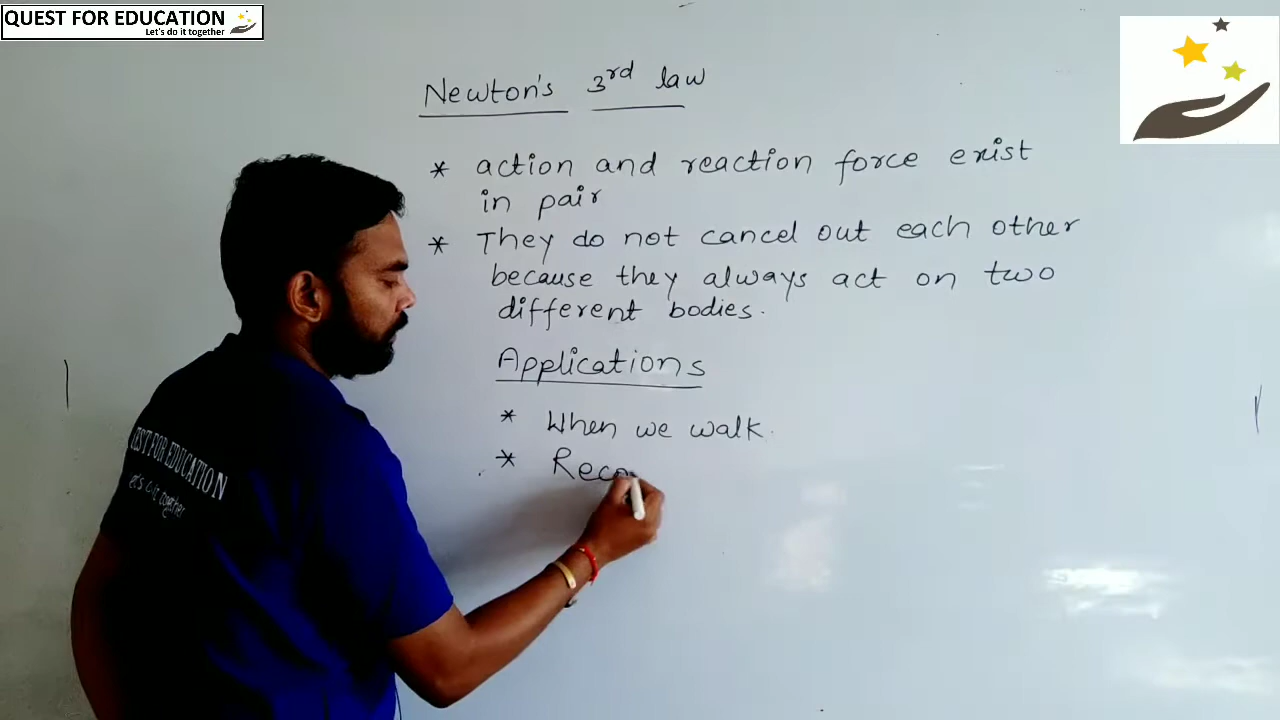 QUEST FOR EDUCATION
Let's do it together
Newton's 3rd law
* action and reaction force exist
in pair
* They do not cancel out each other
because they always act on two
different bodies.
Applications
* When we walk.
* Reco
EST FOR EDUCATION
Let's do it together